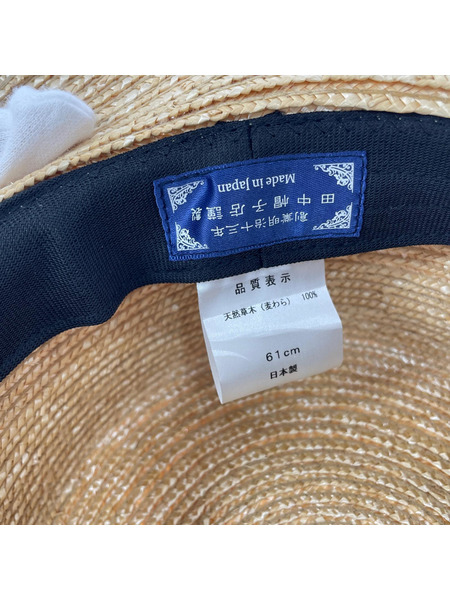 創業明治十三年
田中帽子店謹製
Made in Japan
品質表示
天然草木（麦わら） 100%
61cm
日本製